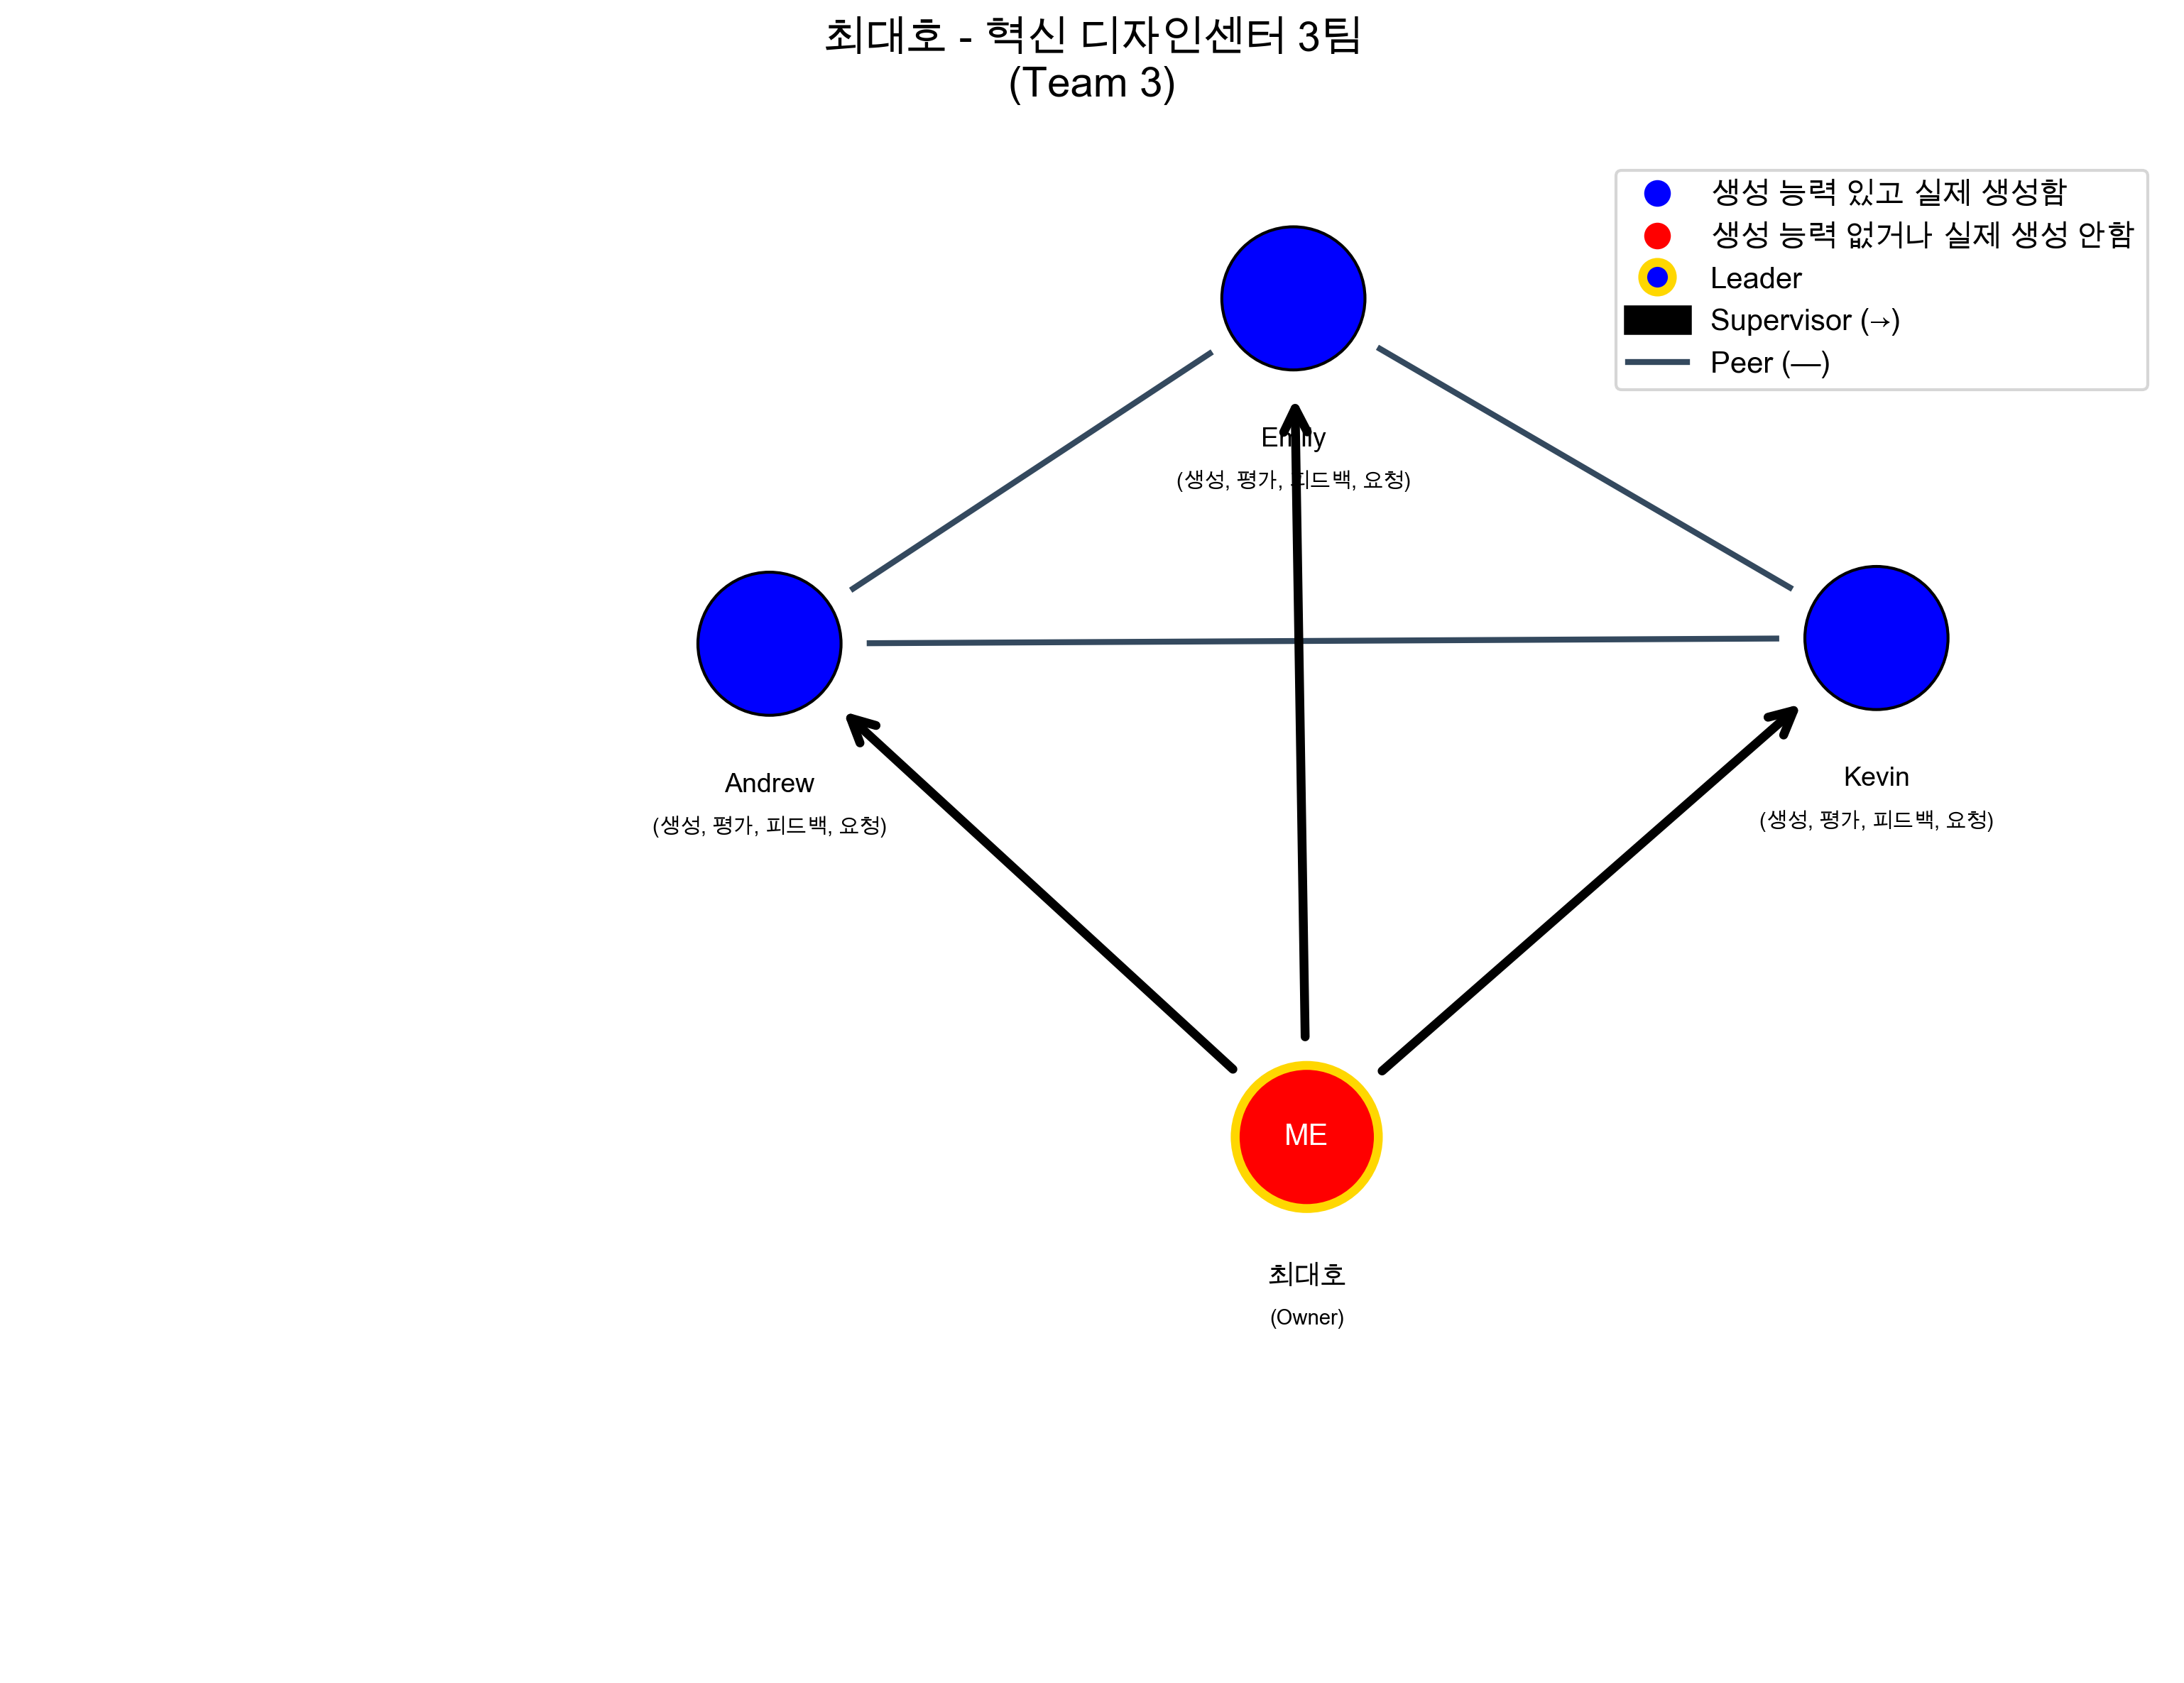 최대호 - 혁신 디자인센터 3팀
(Team 3)
생성 능력 있고 실제 생성함
생성 능력 없거나 실제 생성 안함
Leader
Supervisor (→)
Peer (—)
Emily
(생성, 평가, 피드백, 요청)
Andrew
(생성, 평가, 피드백, 요청)
Kevin
(생성, 평가, 피드백, 요청)
ME
최대호
(Owner)